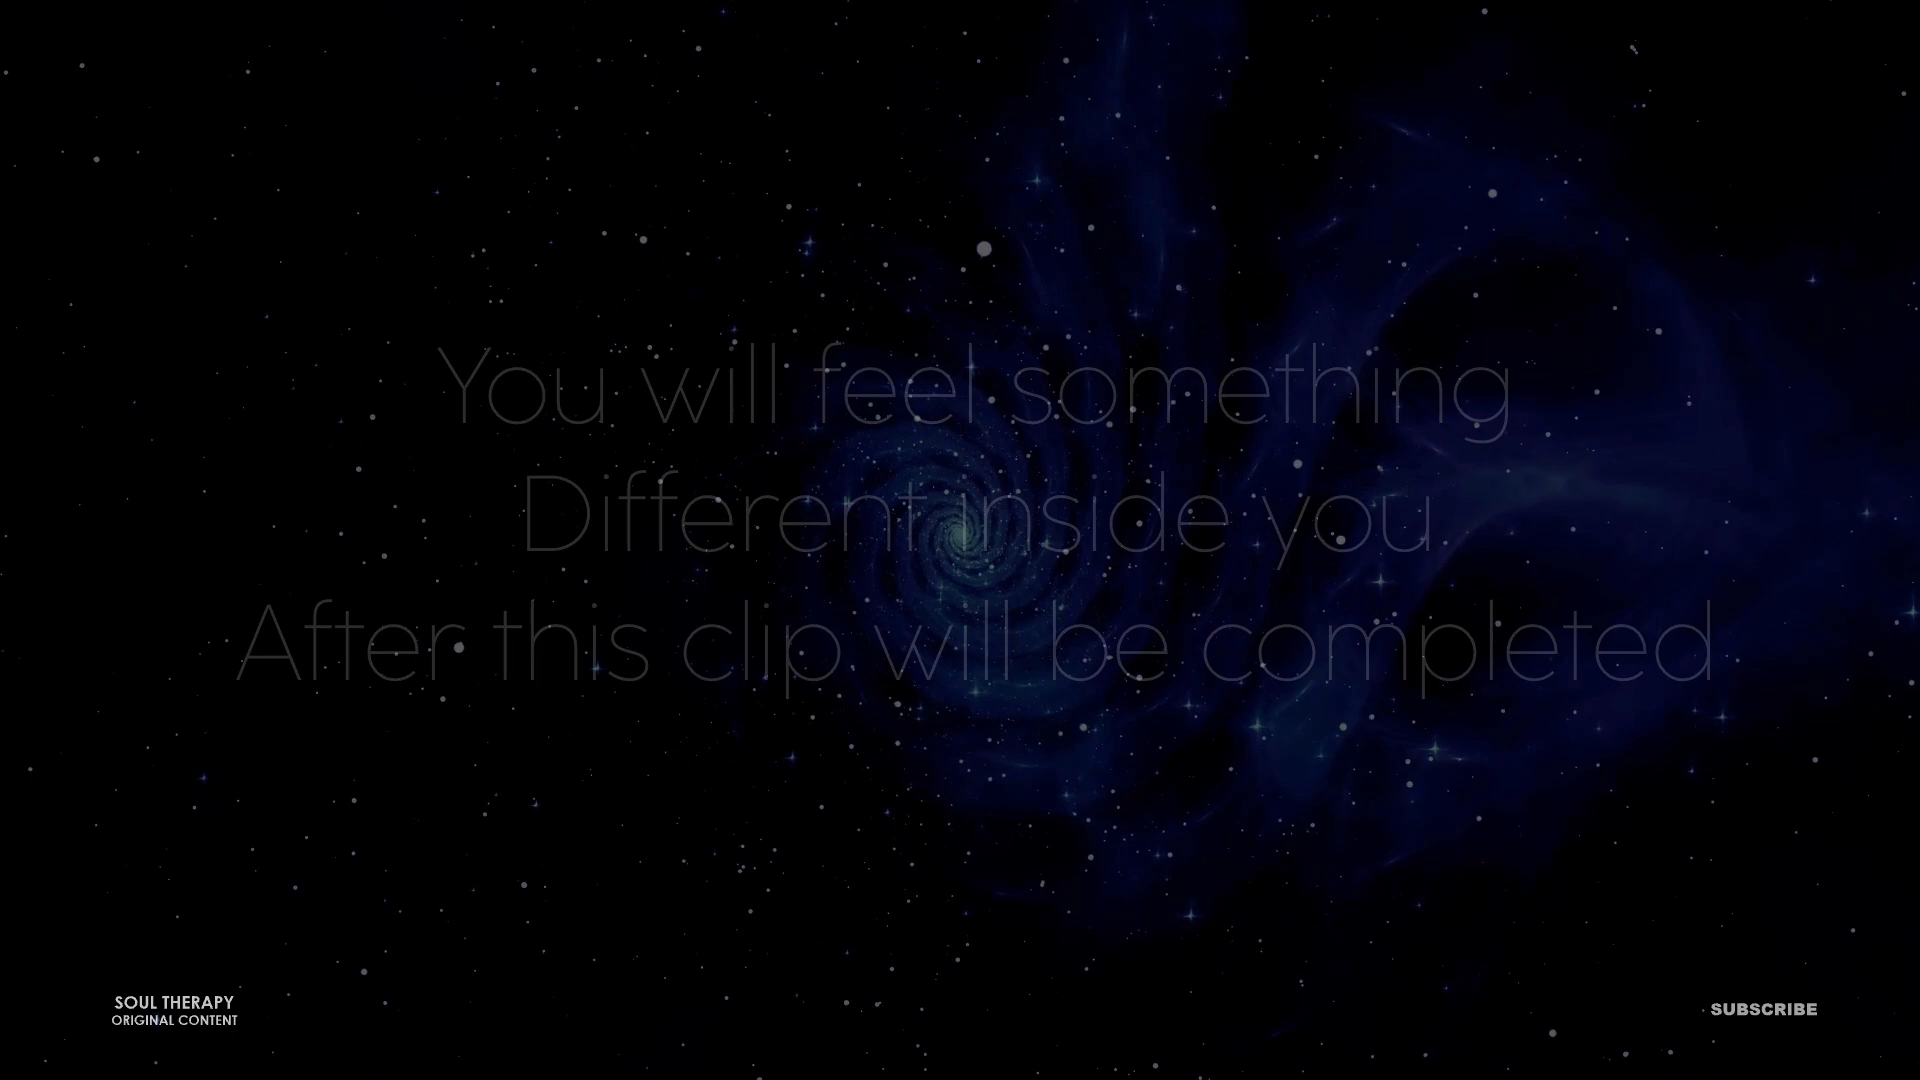 You will feel something
Different inside you
After this clip will be completed
SOUL THERAPY
ORIGINAL CONTENT
SUBSCRIBE